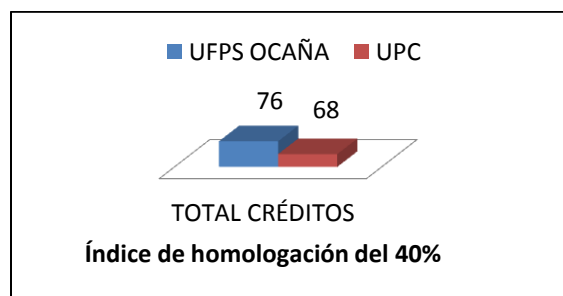 UFPS OCAÑA UPC
76 68
TOTAL CRÉDITOS
Índice de homologación del 40%